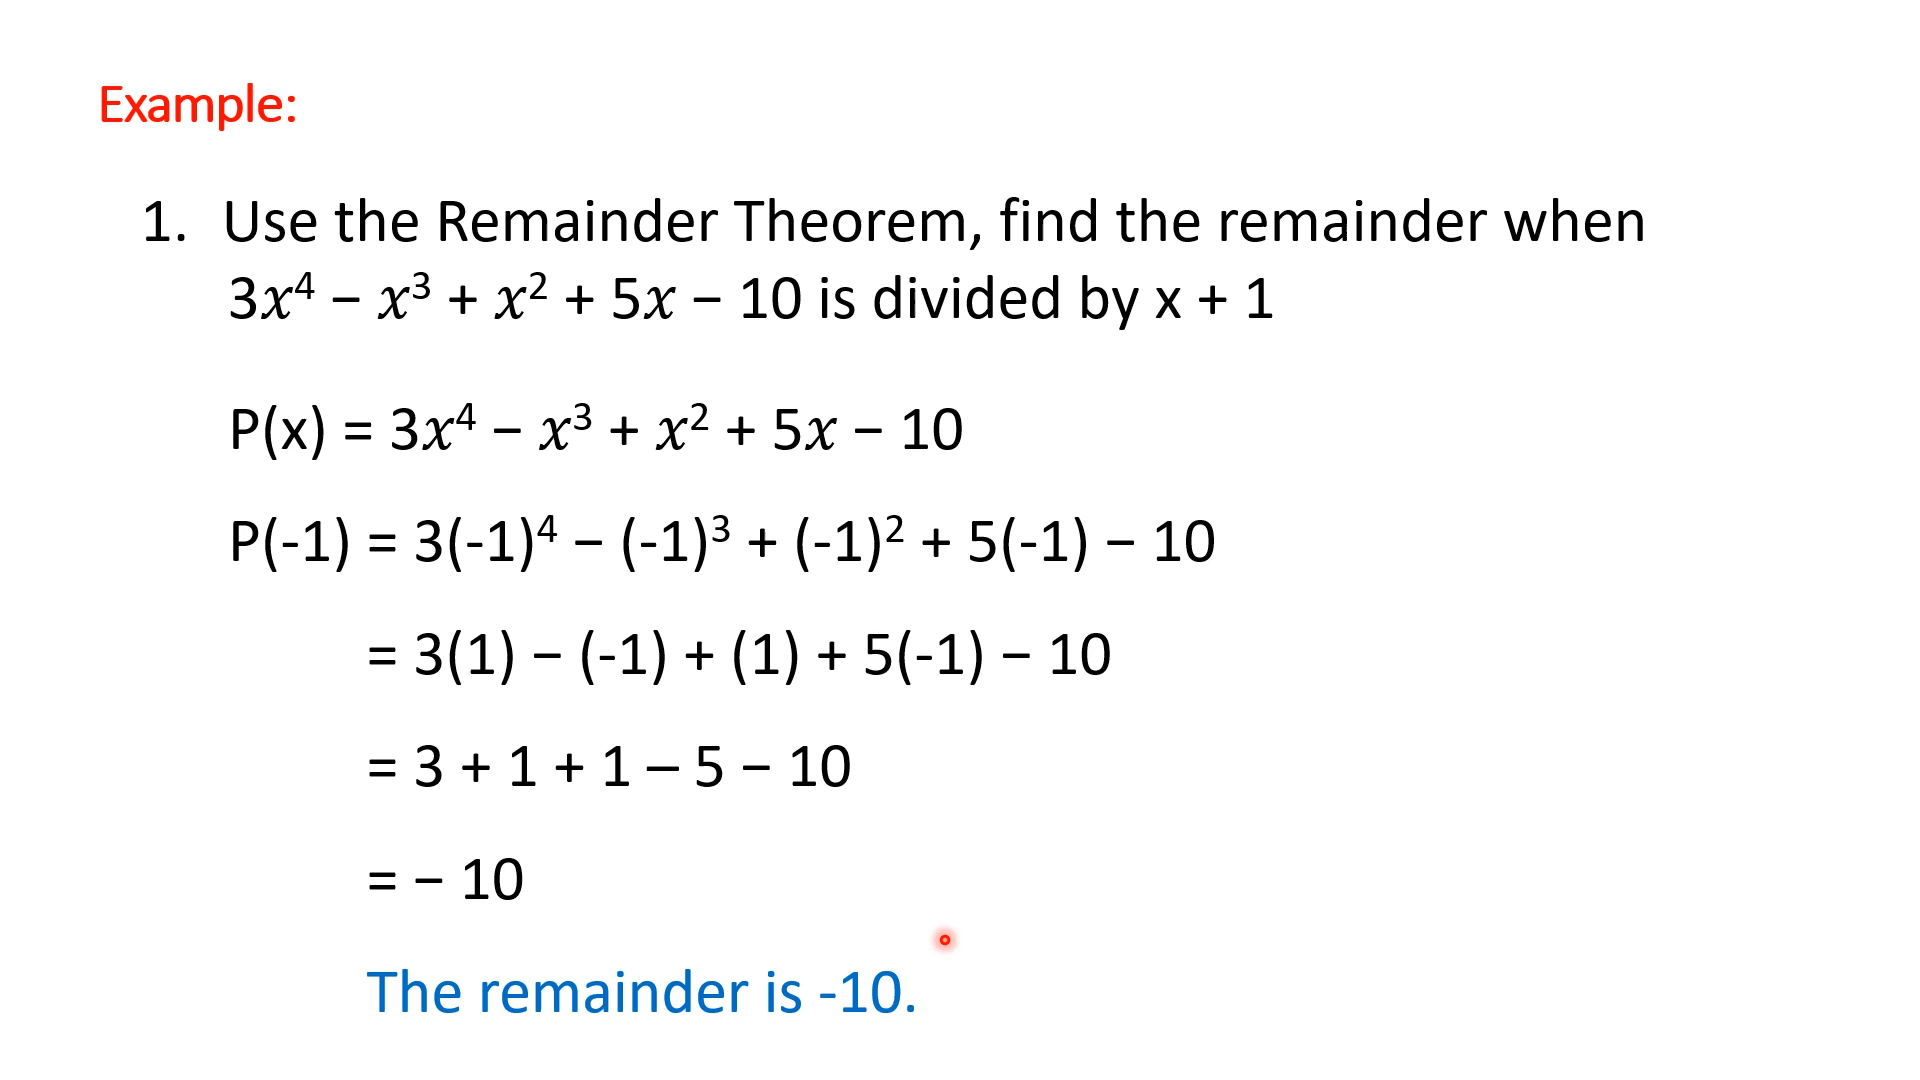 Example:
1. Use the Remainder Theorem, find the remainder when
3x⁴ − x³ + x² + 5x − 10 is divided by x + 1
P(x) = 3x⁴ − x³ + x² + 5x − 10
P(-1) = 3(-1)⁴ − (-1)³ + (-1)² + 5(-1) − 10
= 3(1) − (-1) + (1) + 5(-1) − 10
= 3 + 1 + 1 – 5 − 10
= − 10
The remainder is -10.